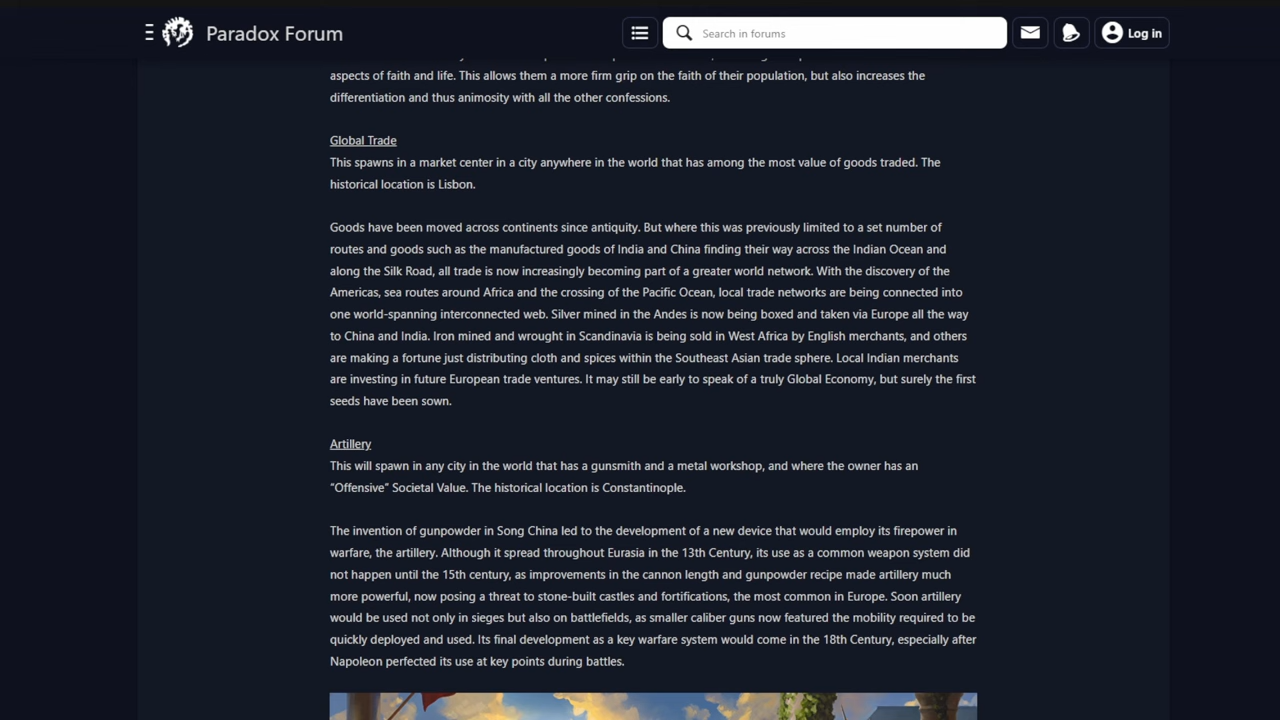 Paradox Forum
Search in forums
Log in
aspects of faith and life. This allows them a more firm grip on the faith of their population, but also increases the
differentiation and thus animosity with all the other confessions.
Global Trade
This spawns in a market center in a city anywhere in the world that has among the most value of goods traded. The
historical location is Lisbon.
Goods have been moved across continents since antiquity. But where this was previously limited to a set number of
routes and goods such as the manufactured goods of India and China finding their way across the Indian Ocean and
along the Silk Road, all trade is now increasingly becoming part of a greater world network. With the discovery of the
Americas, sea routes around Africa and the crossing of the Pacific Ocean, local trade networks are being connected into
one world-spanning interconnected web. Silver mined in the Andes is now being boxed and taken via Europe all the way
to China and India. Iron mined and wrought in Scandinavia is being sold in West Africa by English merchants, and others
are making a fortune just distributing cloth and spices within the Southeast Asian trade sphere. Local Indian merchants
are investing in future European trade ventures. It may still be early to speak of a truly Global Economy, but surely the first
seeds have been sown.
Artillery
This will spawn in any city in the world that has a gunsmith and a metal workshop, and where the owner has an
“Offensive” Societal Value. The historical location is Constantinople.
The invention of gunpowder in Song China led to the development of a new device that would employ its firepower in
warfare, the artillery. Although it spread throughout Eurasia in the 13th Century, its use as a common weapon system did
not happen until the 15th century, as improvements in the cannon length and gunpowder recipe made artillery much
more powerful, now posing a threat to stone-built castles and fortifications, the most common in Europe. Soon artillery
would be used not only in sieges but also on battlefields, as smaller caliber guns now featured the mobility required to be
quickly deployed and used. Its final development as a key warfare system would come in the 18th Century, especially after
Napoleon perfected its use at key points during battles.